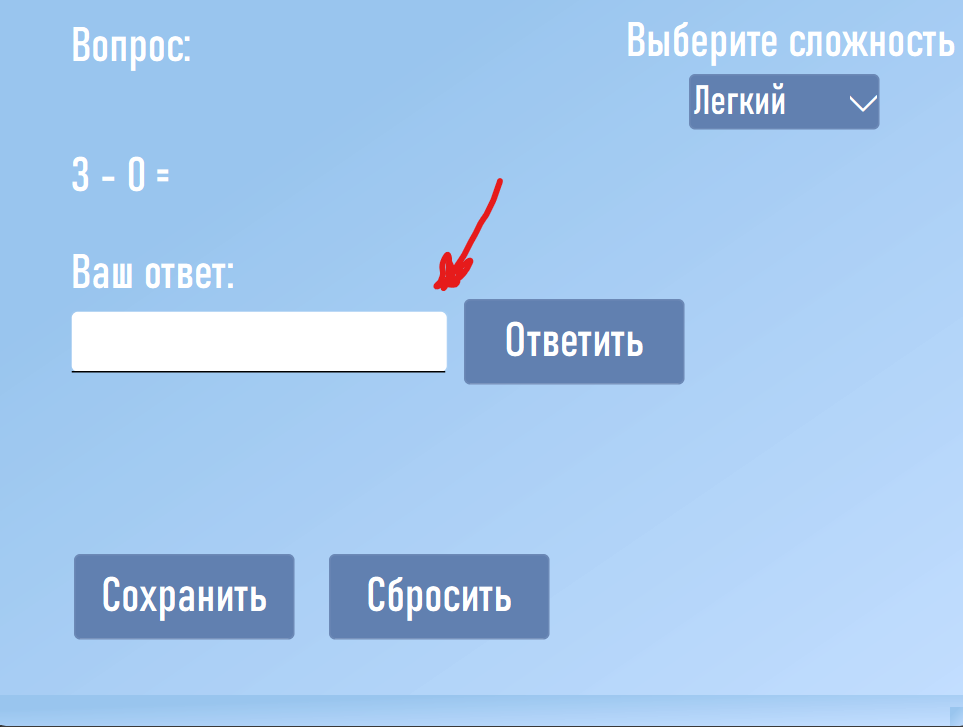 Вопрос:
Выберите сложность
Легкий
3 - 0 =
Ваш ответ:
Ответить
Сохранить
Сбросить